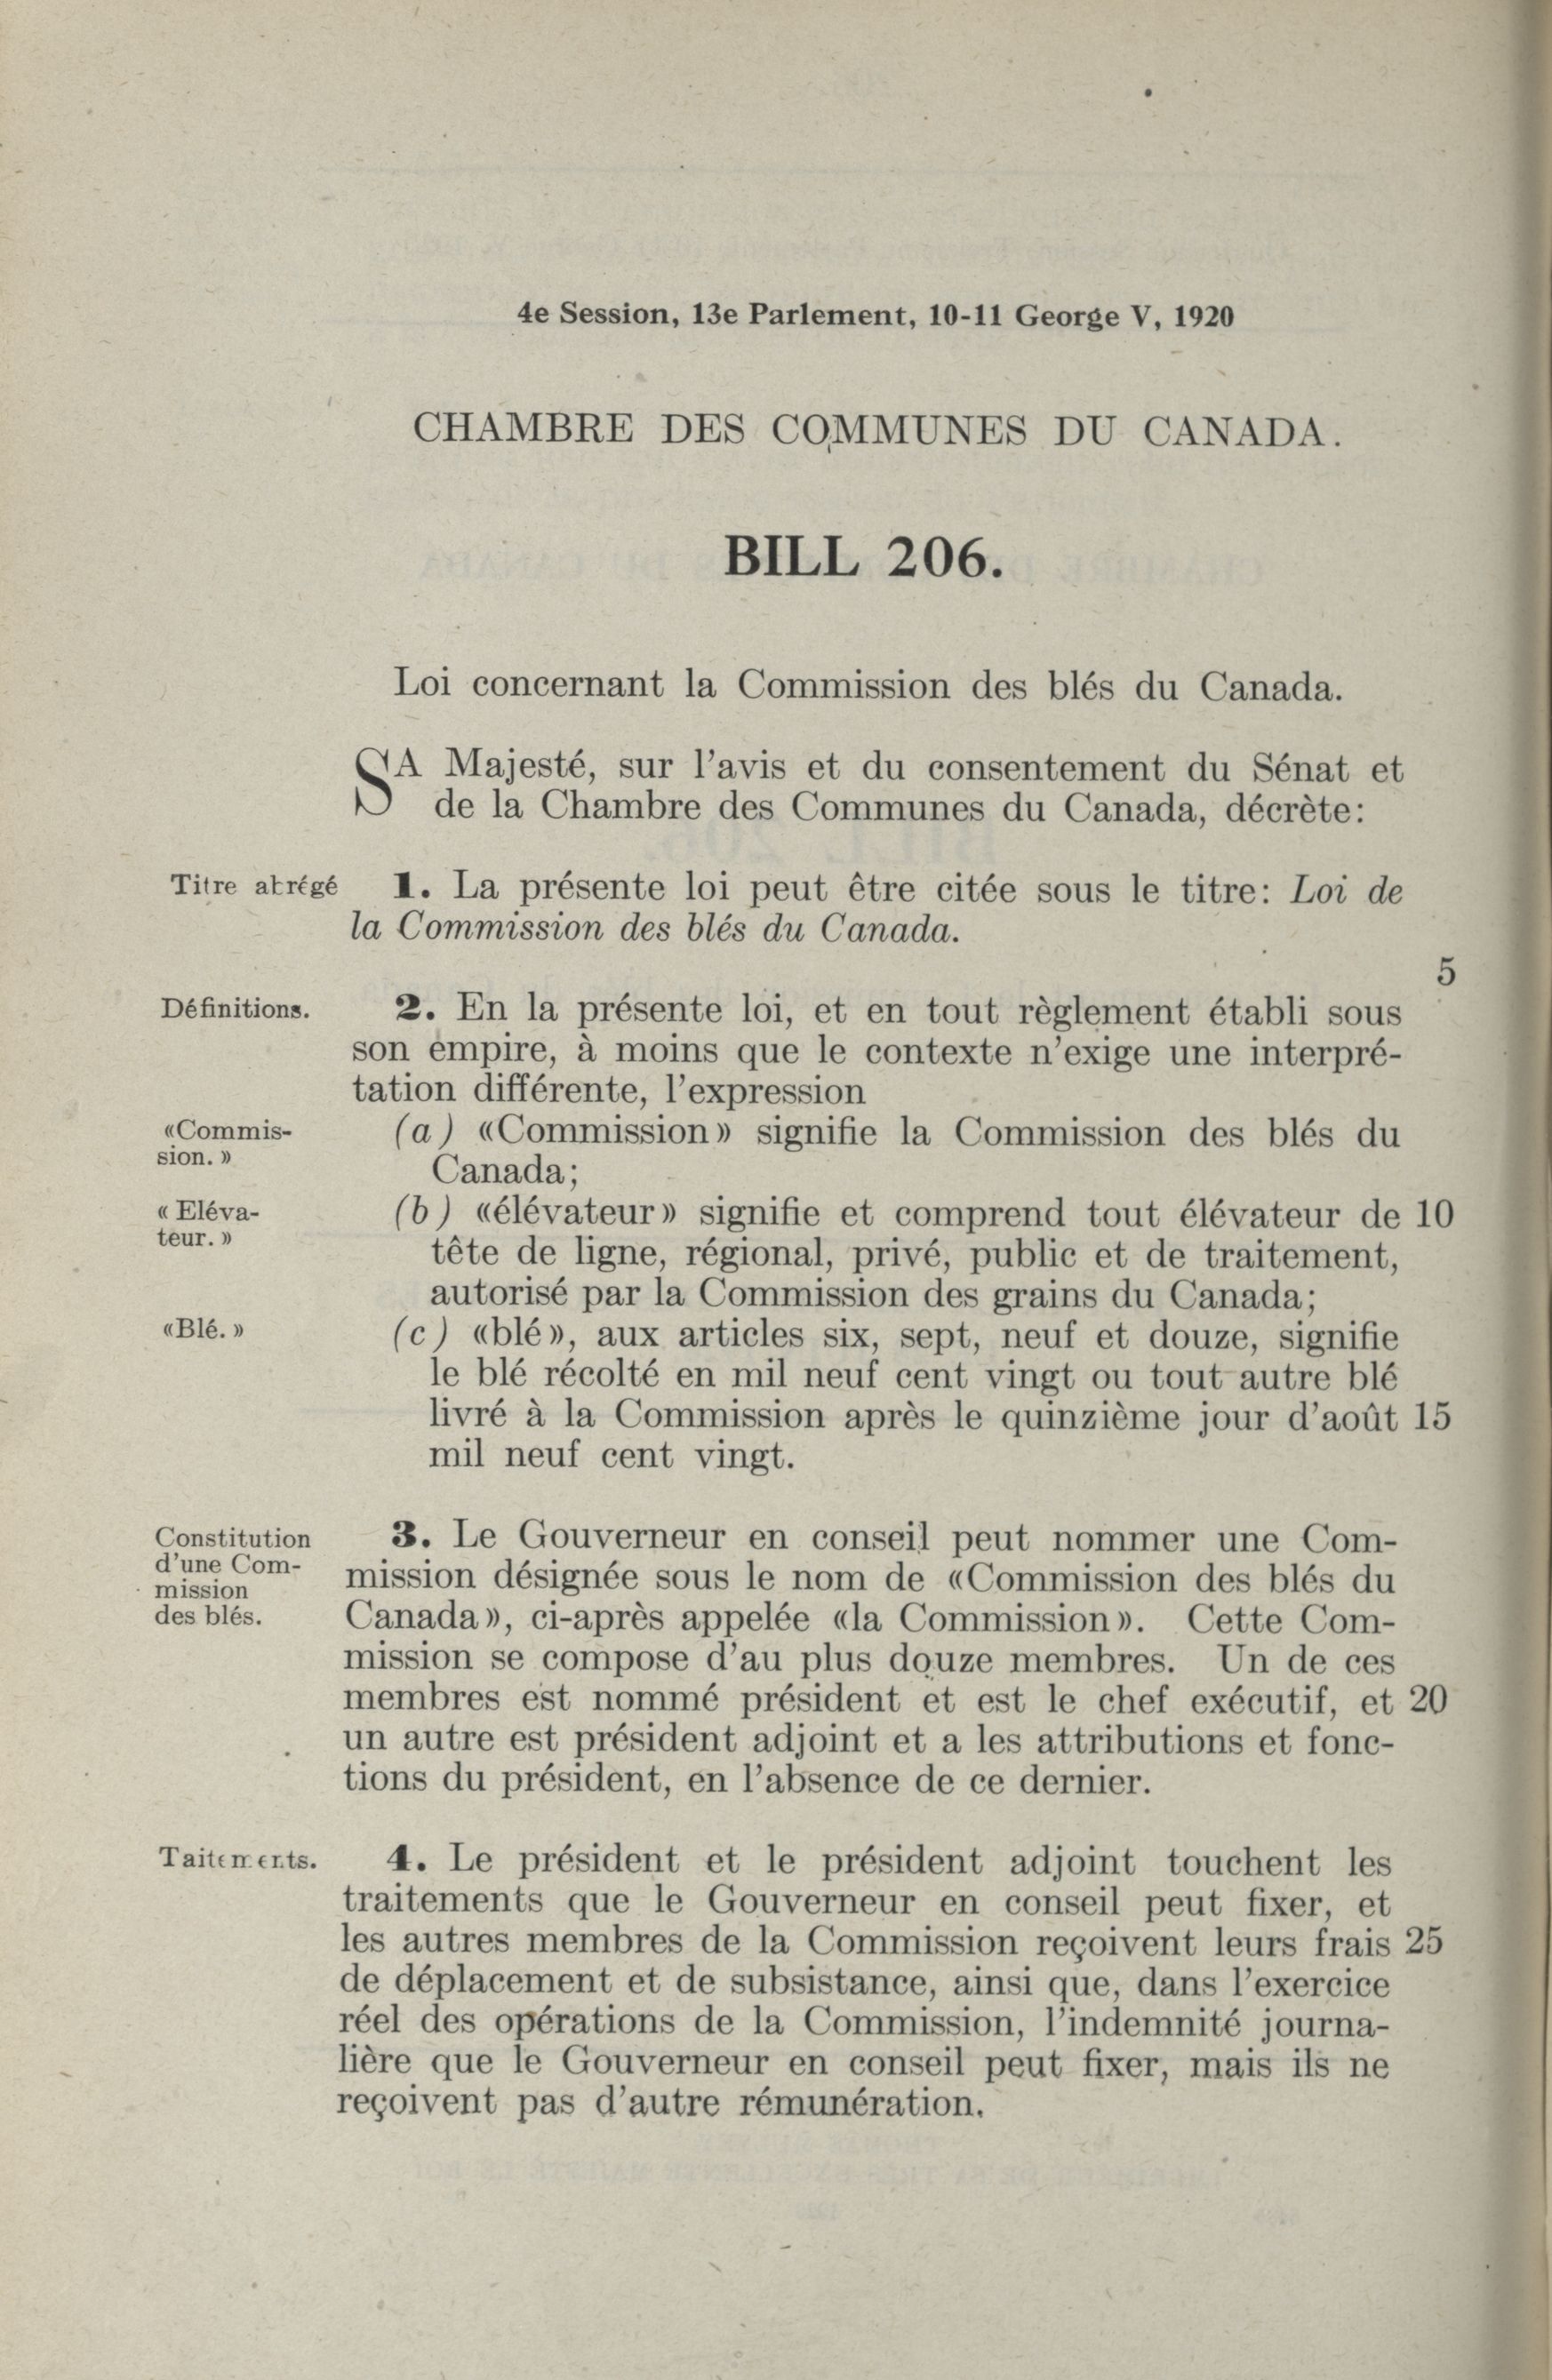 4e Session, 13e Parlement, 10-11 George V, 1920
CHAMBRE DES COMMUNES DU CANADA.
BILL 206.
Loi concernant la Commission des blés du Canada.
SA Majesté, sur l'avis et du consentement du Sénat et
de la Chambre des Communes du Canada, décrète:
Titre abrégé
1. La présente loi peut être citée sous le titre: Loi de
la Commission des blés du Canada.
5
Définitions.
2. En la présente loi, et en tout règlement établi sous
son empire, à moins que le contexte n'exige une interpré-
tation différente, l'expression
«Commis-
sion. »
(a) «Commission» signifie la Commission des blés du
Canada;
« Eléva-
teur. »
(b) «élévateur» signifie et comprend tout élévateur de 10
tête de ligne, régional, privé, public et de traitement,
autorisé par la Commission des grains du Canada;
«Blé. »
(c) «blé», aux articles six, sept, neuf et douze, signifie
le blé récolté en mil neuf cent vingt ou tout autre blé
livré à la Commission après le quinzième jour d'août 15
mil neuf cent vingt.
Constitution
d'une Com-
mission
des blés.
3. Le Gouverneur en conseil peut nommer une Com-
mission désignée sous le nom de «Commission des blés du
Canada», ci-après appelée «la Commission». Cette Com-
mission se compose d'au plus douze membres. Un de ces
membres est nommé président et est le chef exécutif, et 20
un autre est président adjoint et a les attributions et fonc-
tions du président, en l'absence de ce dernier.
Taitements.
4. Le président et le président adjoint touchent les
traitements que le Gouverneur en conseil peut fixer, et
les autres membres de la Commission reçoivent leurs frais 25
de déplacement et de subsistance, ainsi que, dans l'exercice
réel des opérations de la Commission, l'indemnité journa-
lière que le Gouverneur en conseil peut fixer, mais ils ne
reçoivent pas d'autre rémunération.